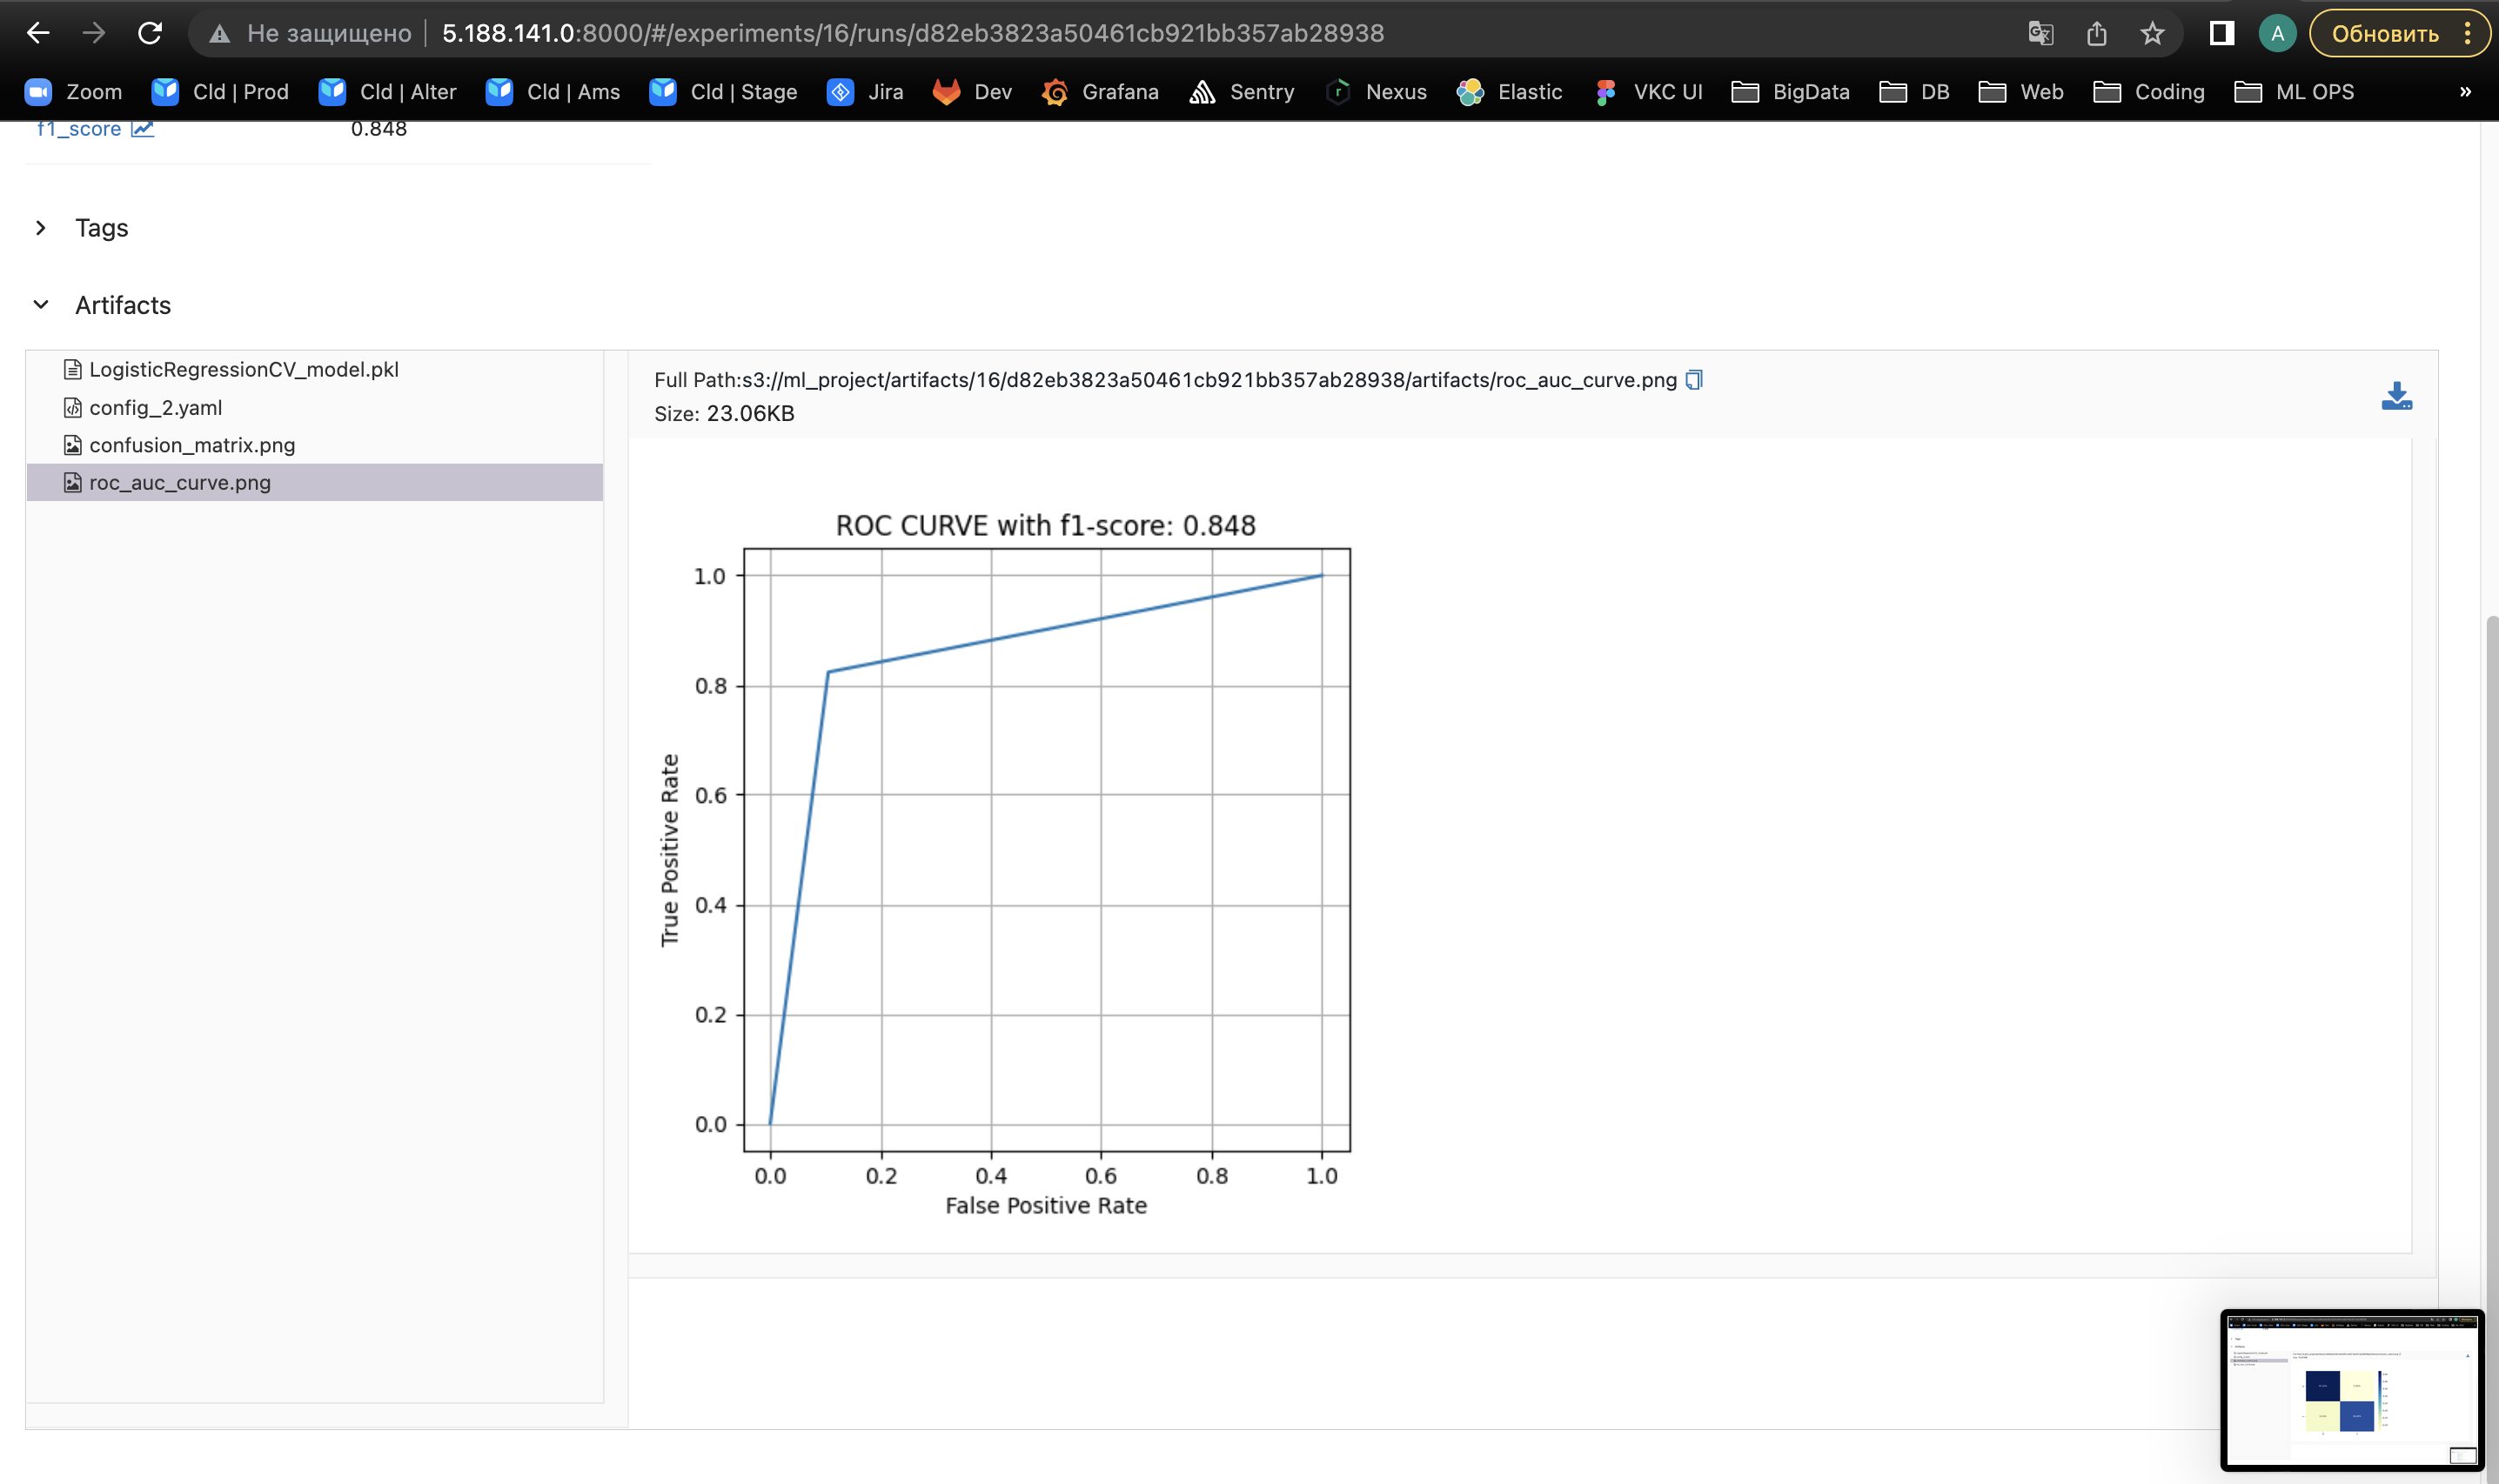 Не защищено 5.188.141.0:8000/#/experiments/16/runs/d82eb3823a50461cb921bb357ab28938 A Обновить
Zoom Cld | Prod Cld | Alter Cld | Ams Cld | Stage Jira Dev Grafana Sentry Nexus Elastic VKC UI BigData DB Web Coding ML OPS »
f1_score 0.848
Tags
Artifacts
LogisticRegressionCV_model.pkl
config_2.yaml
confusion_matrix.png
roc_auc_curve.png
Full Path:s3://ml_project/artifacts/16/d82eb3823a50461cb921bb357ab28938/artifacts/roc_auc_curve.png
Size: 23.06KB
ROC CURVE with f1-score: 0.848
1.0
0.8
0.6
0.4
0.2
0.0
True Positive Rate
0.0 0.2 0.4 0.6 0.8 1.0
False Positive Rate